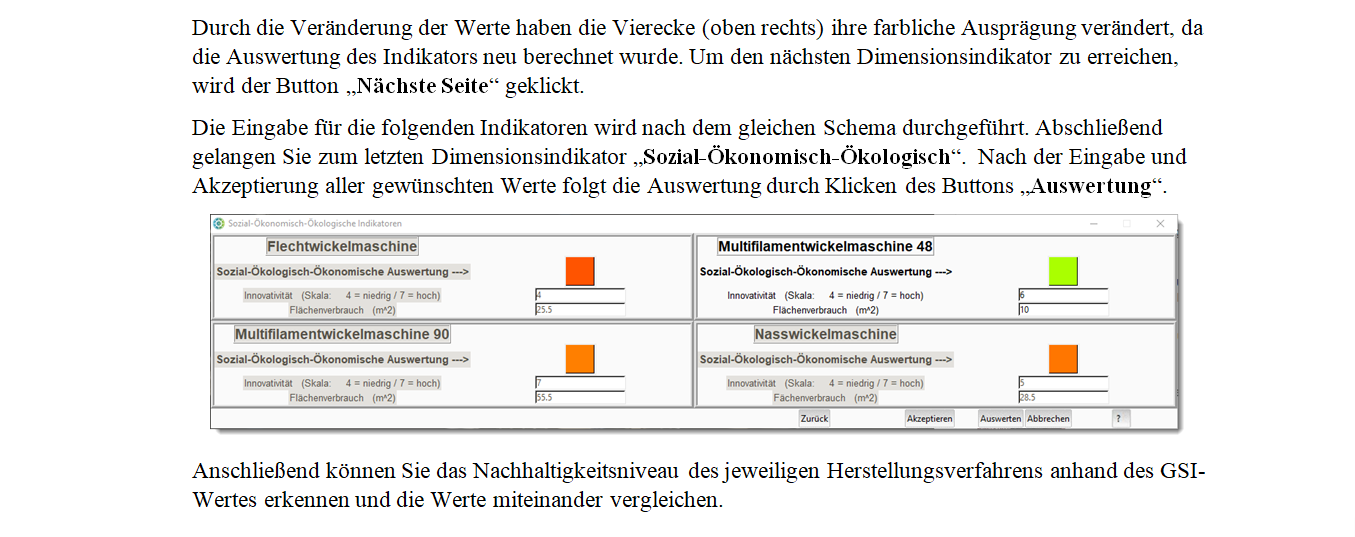 Durch die Veränderung der Werte haben die Vierecke (oben rechts) ihre farbliche Ausprägung verändert, da
die Auswertung des Indikators neu berechnet wurde. Um den nächsten Dimensionsindikator zu erreichen,
wird der Button „Nächste Seite“ geklickt.
Die Eingabe für die folgenden Indikatoren wird nach dem gleichen Schema durchgeführt. Abschließend
gelangen Sie zum letzten Dimensionsindikator „Sozial-Ökonomisch-Ökologisch“. Nach der Eingabe und
Akzeptierung aller gewünschten Werte folgt die Auswertung durch Klicken des Buttons „Auswertung“.
Sozial-Ökonomisch-Ökologische Indikatoren
Flechtwickelmaschine
Sozial-Ökologisch-Ökonomische Auswertung --->
Innovativität (Skala: 4 = niedrig / 7 = hoch) 4
Flächenverbrauch (m^2) 25.5
Multifilamentwickelmaschine 48
Sozial-Ökologisch-Ökonomische Auswertung --->
Innovativität (Skala: 4 = niedrig / 7 = hoch) 6
Flächenverbrauch (m^2) 10
Multifilamentwickelmaschine 90
Sozial-Ökologisch-Ökonomische Auswertung --->
Innovativität (Skala: 4 = niedrig / 7 = hoch) 7
Flächenverbrauch (m^2) 55.5
Nasswickelmaschine
Sozial-Ökologisch-Ökonomische Auswertung --->
Innovativität (Skala: 4 = niedrig / 7 = hoch) 5
Fächenverbrauch (m^2) 28.5
Zurück Akzeptieren Auswerten Abbrechen ?
Anschließend können Sie das Nachhaltigkeitsniveau des jeweiligen Herstellungsverfahrens anhand des GSI-
Wertes erkennen und die Werte miteinander vergleichen.